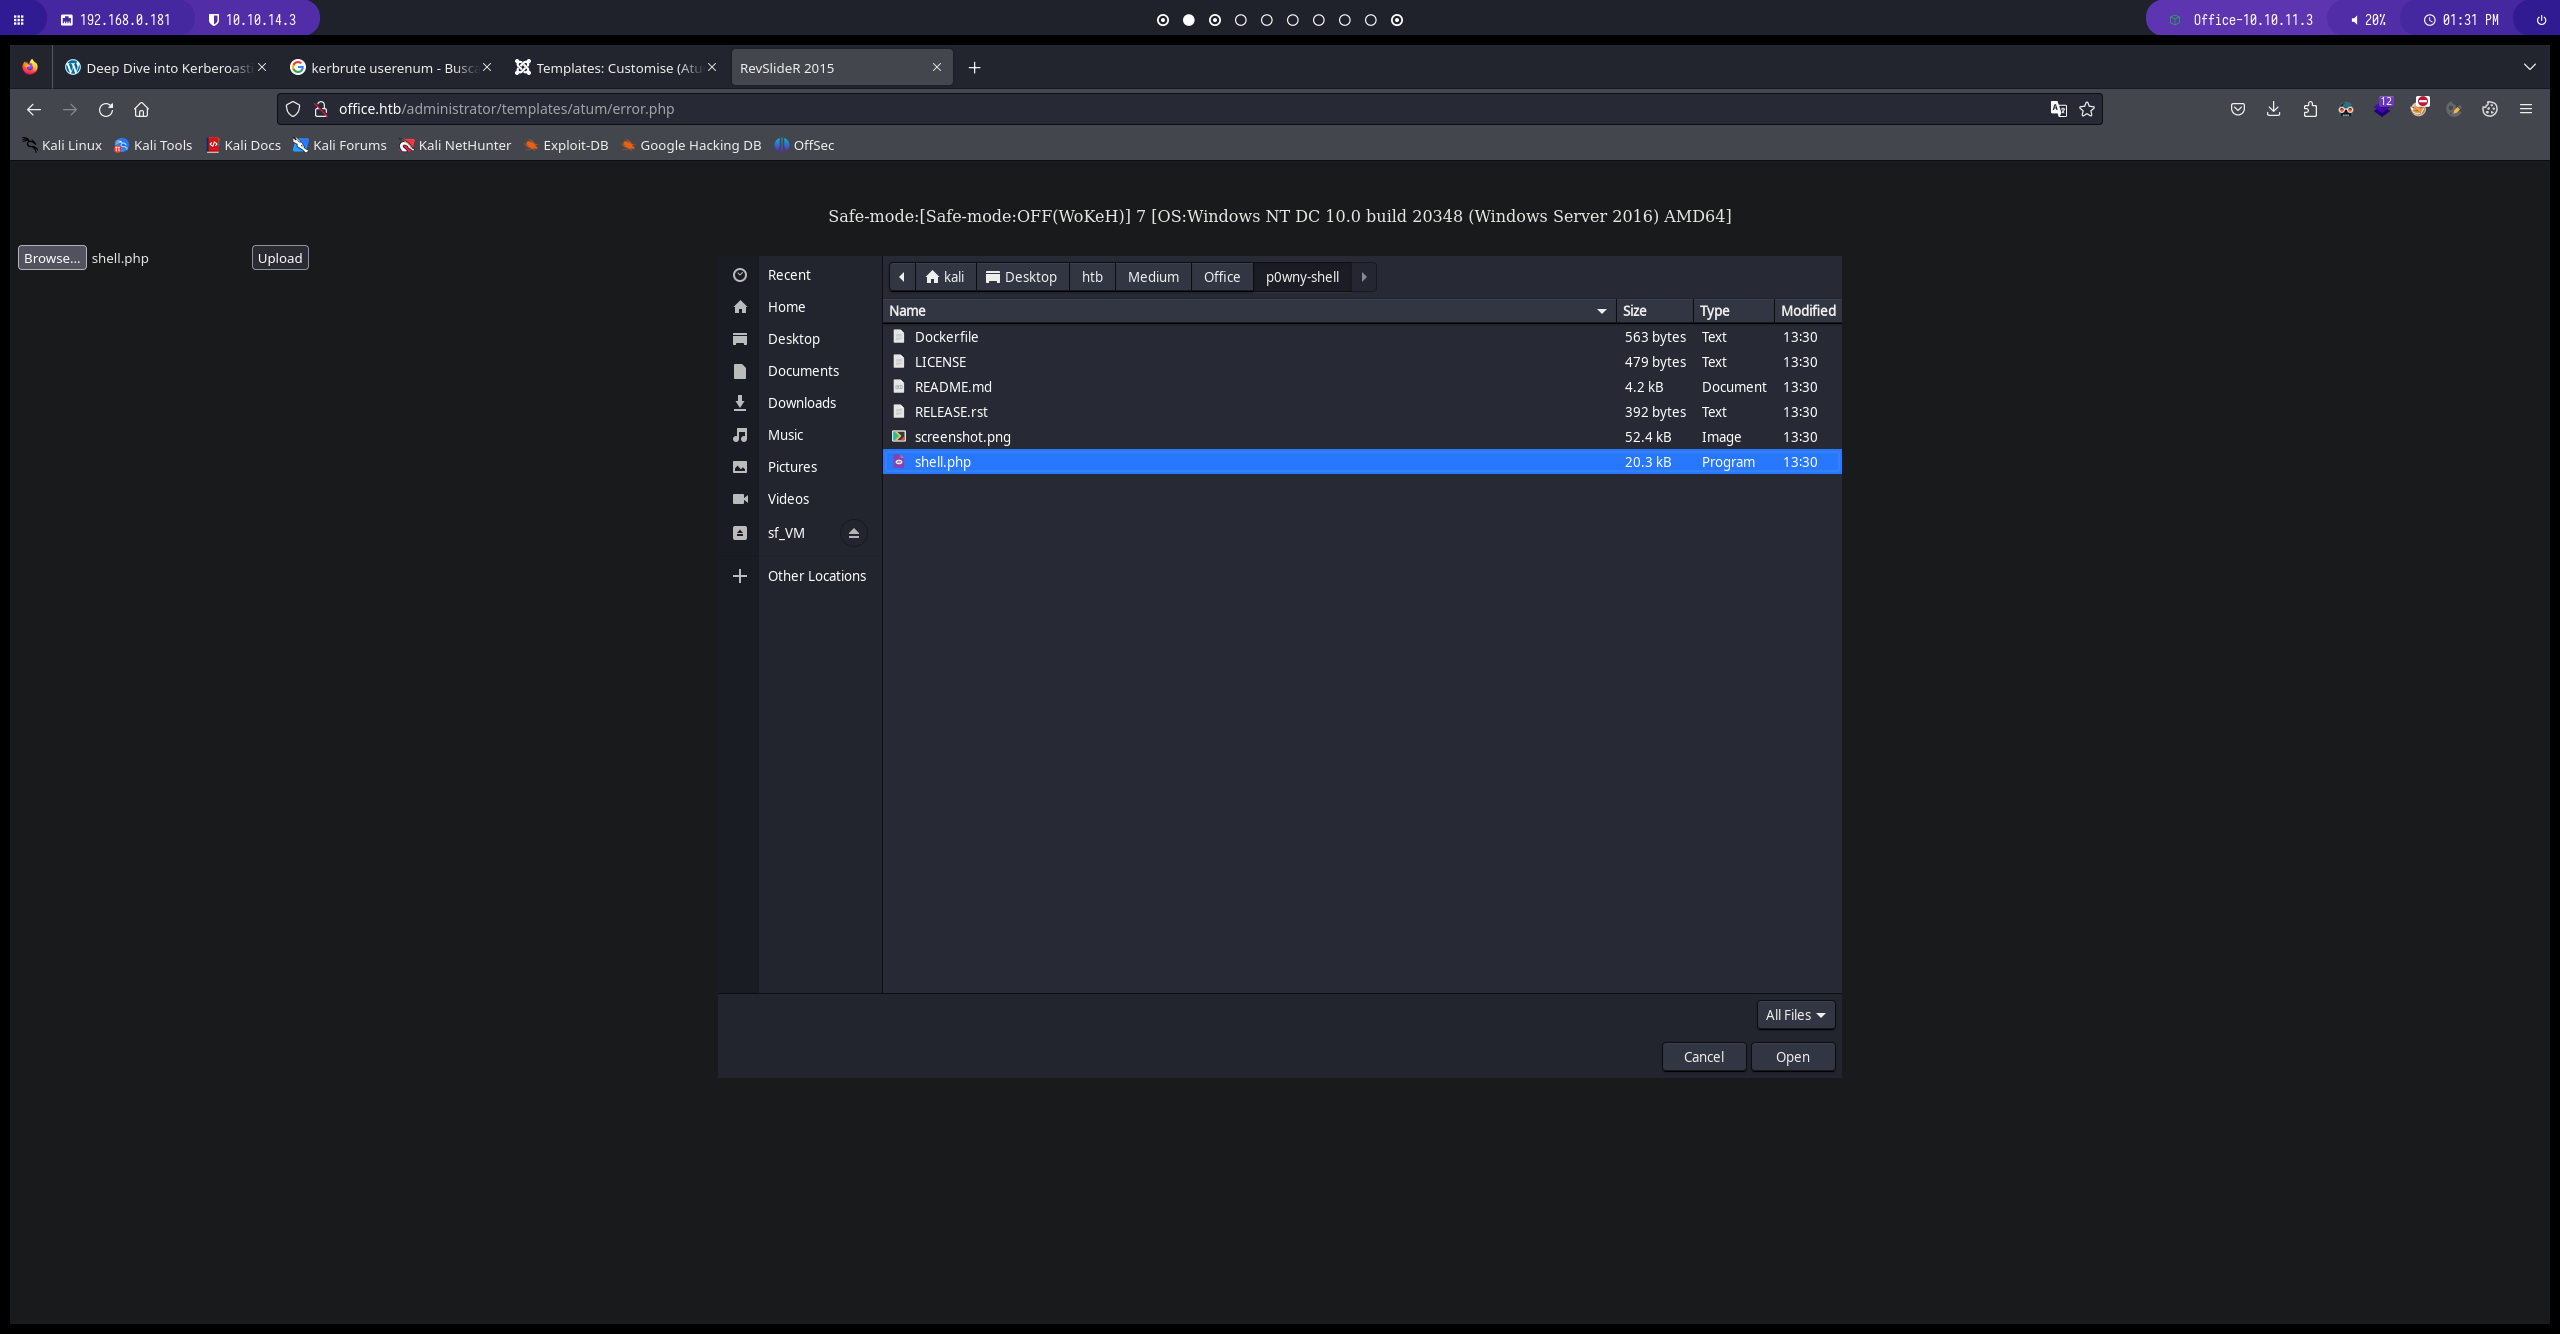 192.168.0.181 10.10.14.3 Office-10.10.11.3 20% 01:31 PM
Deep Dive into Kerberoast kerbrute userenum - Busca Templates: Customise (Atu RevSlideR 2015
office.htb/administrator/templates/atum/error.php 12
Kali Linux Kali Tools Kali Docs Kali Forums Kali NetHunter Exploit-DB Google Hacking DB OffSec
Safe-mode:[Safe-mode:OFF(WoKeH)] 7 [OS:Windows NT DC 10.0 build 20348 (Windows Server 2016) AMD64]
Browse... shell.php Upload
Recent
Home
Desktop
Documents
Downloads
Music
Pictures
Videos
sf_VM
Other Locations
kali Desktop htb Medium Office p0wny-shell
Name Size Type Modified
Dockerfile 563 bytes Text 13:30
LICENSE 479 bytes Text 13:30
README.md 4.2 kB Document 13:30
RELEASE.rst 392 bytes Text 13:30
screenshot.png 52.4 kB Image 13:30
shell.php 20.3 kB Program 13:30
All Files
Cancel Open